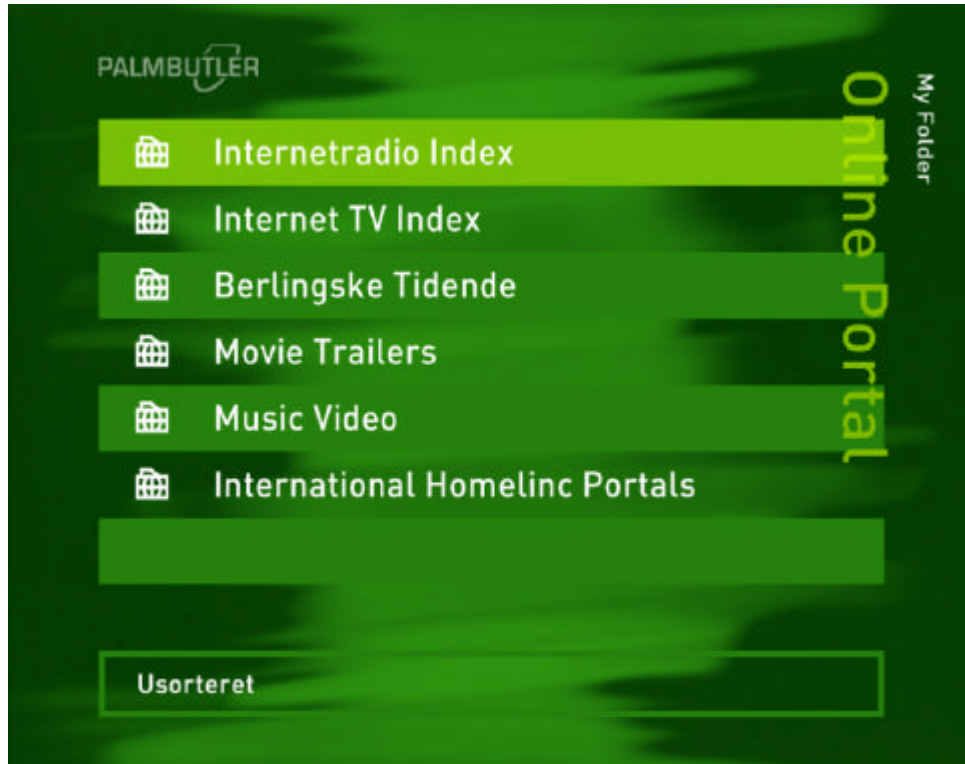 PALMBUTLER
My Folder
Online Portal
Internetradio Index
Internet TV Index
Berlingske Tidende
Movie Trailers
Music Video
International Homelinc Portals
Usorteret